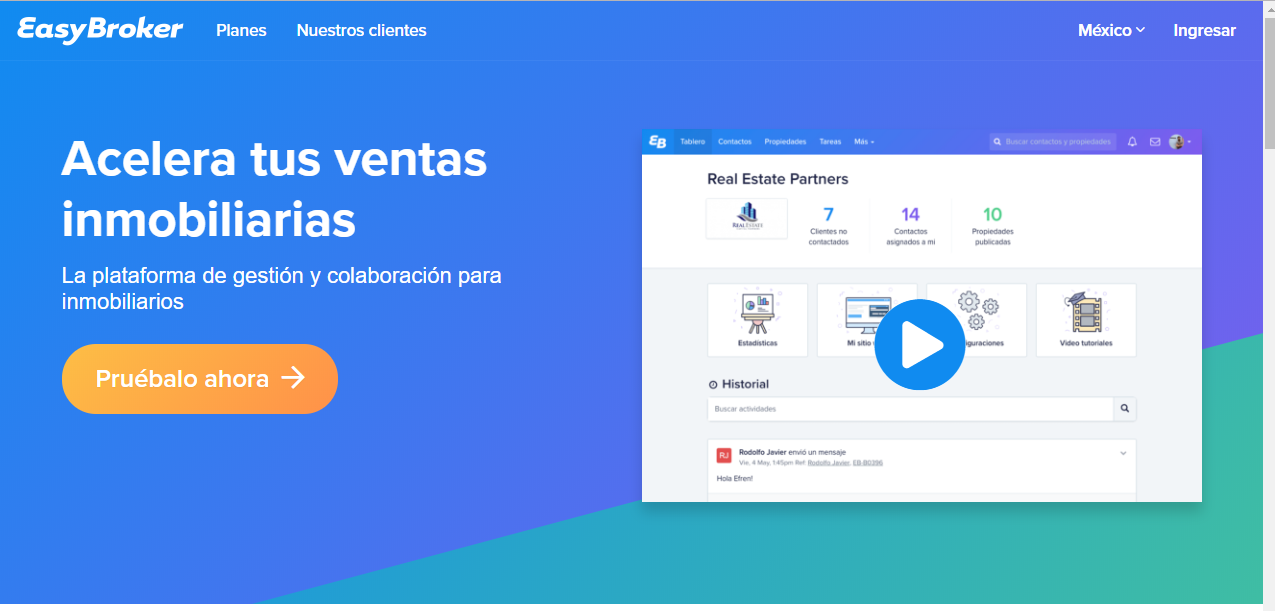 EasyBroker
Planes
Nuestros clientes
México
Ingresar
Acelera tus ventas
inmobiliarias
La plataforma de gestión y colaboración para
inmobiliarios
Pruébalo ahora
EB
Tablero
Contactos
Propiedades
Tareas
Más
Buscar contactos y propiedades
Real Estate Partners
REAL ESTATE
7
Clientes no
contactados
14
Contactos
asignados a mi
10
Propiedades
publicadas
Estadísticas
Mi sitio
guraciones
Video tutoriales
Historial
Buscar actividades
RJ
Rodolfo Javier envió un mensaje
Vie, 4 May, 1:45pm Ref: Rodolfo Javier, EB-B0396
Hola Efren!